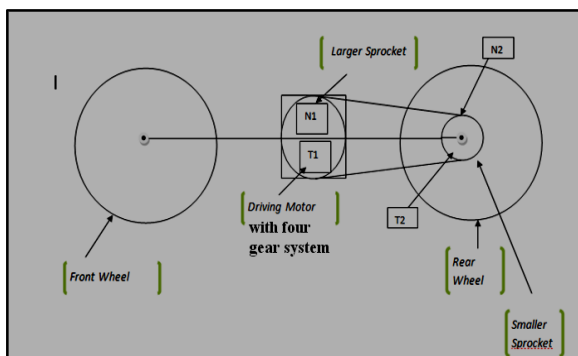 Larger Sprocket
N2
N1
T1
Driving Motor
with four
gear system
T2
Front Wheel
Rear
Wheel
Smaller
Sprocket